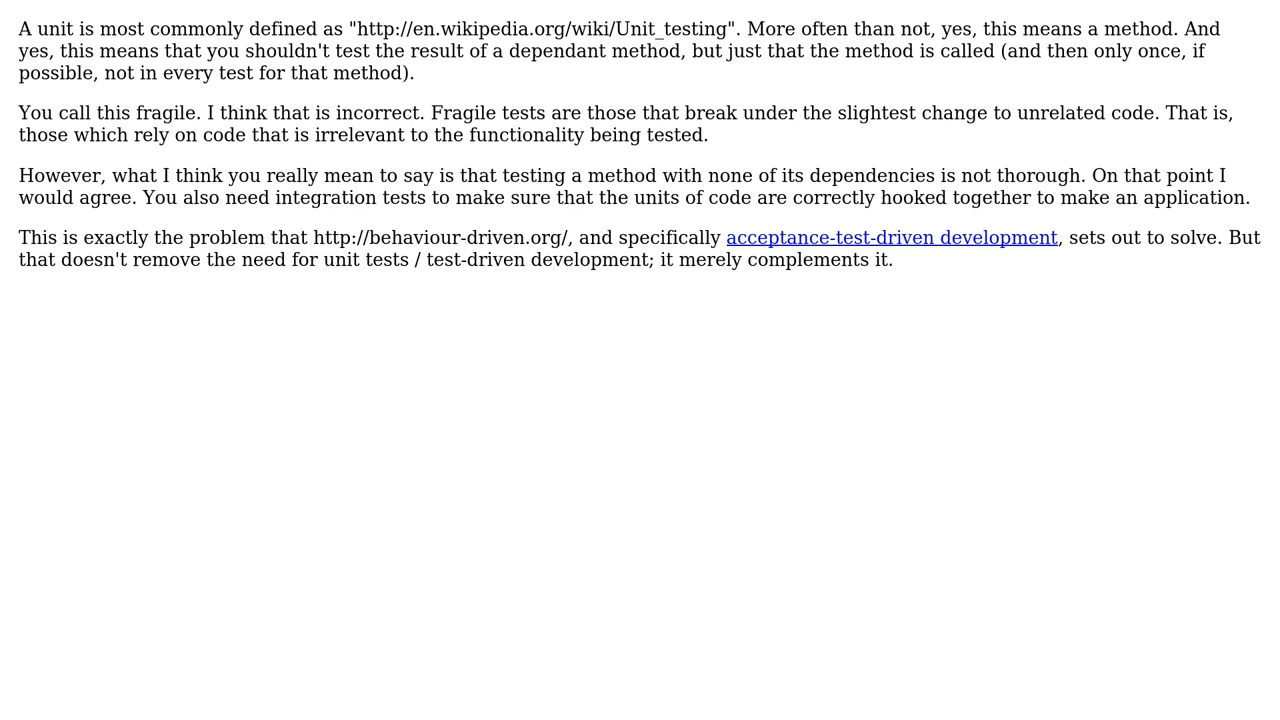 A unit is most commonly defined as "http://en.wikipedia.org/wiki/Unit_testing". More often than not, yes, this means a method. And
yes, this means that you shouldn't test the result of a dependant method, but just that the method is called (and then only once, if
possible, not in every test for that method).
You call this fragile. I think that is incorrect. Fragile tests are those that break under the slightest change to unrelated code. That is,
those which rely on code that is irrelevant to the functionality being tested.
However, what I think you really mean to say is that testing a method with none of its dependencies is not thorough. On that point I
would agree. You also need integration tests to make sure that the units of code are correctly hooked together to make an application.
This is exactly the problem that http://behaviour-driven.org/, and specifically acceptance-test-driven development, sets out to solve. But
that doesn't remove the need for unit tests / test-driven development; it merely complements it.